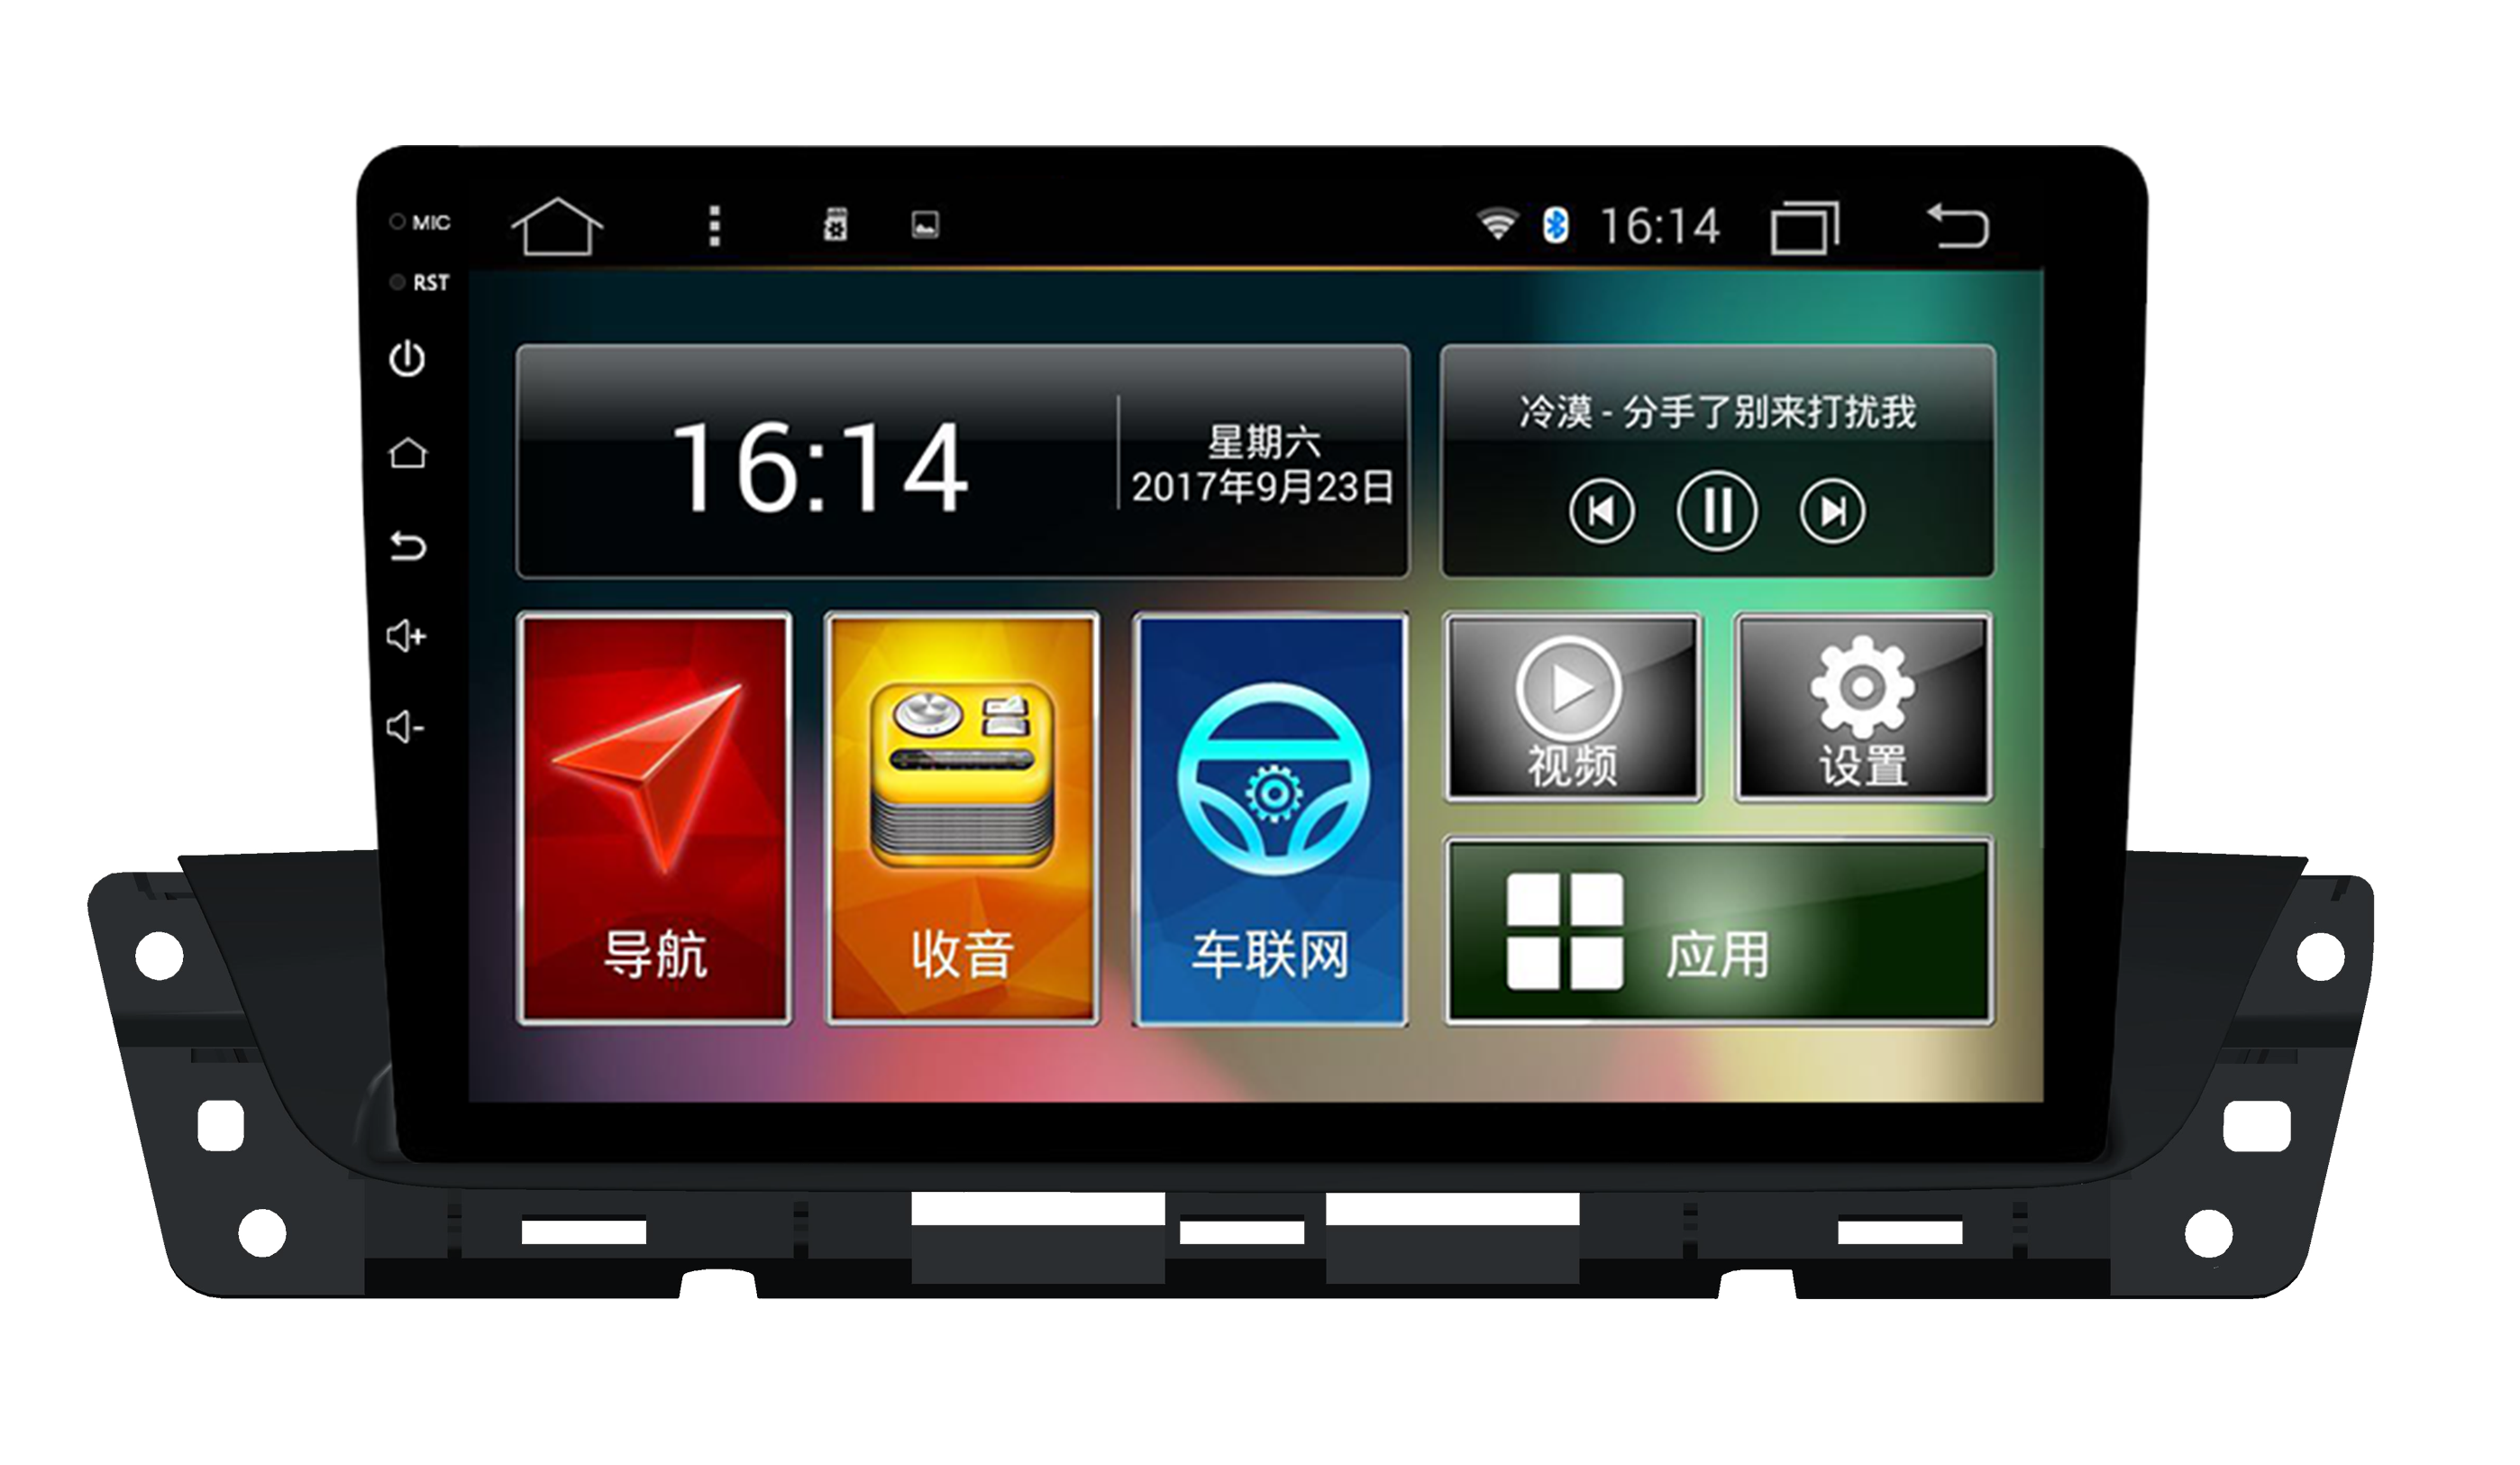 MIC
16:14
RST
16:14
星期六
2017年9月23日
冷漠 - 分手了别来打扰我
视频
设置
导航
收音
车联网
应用